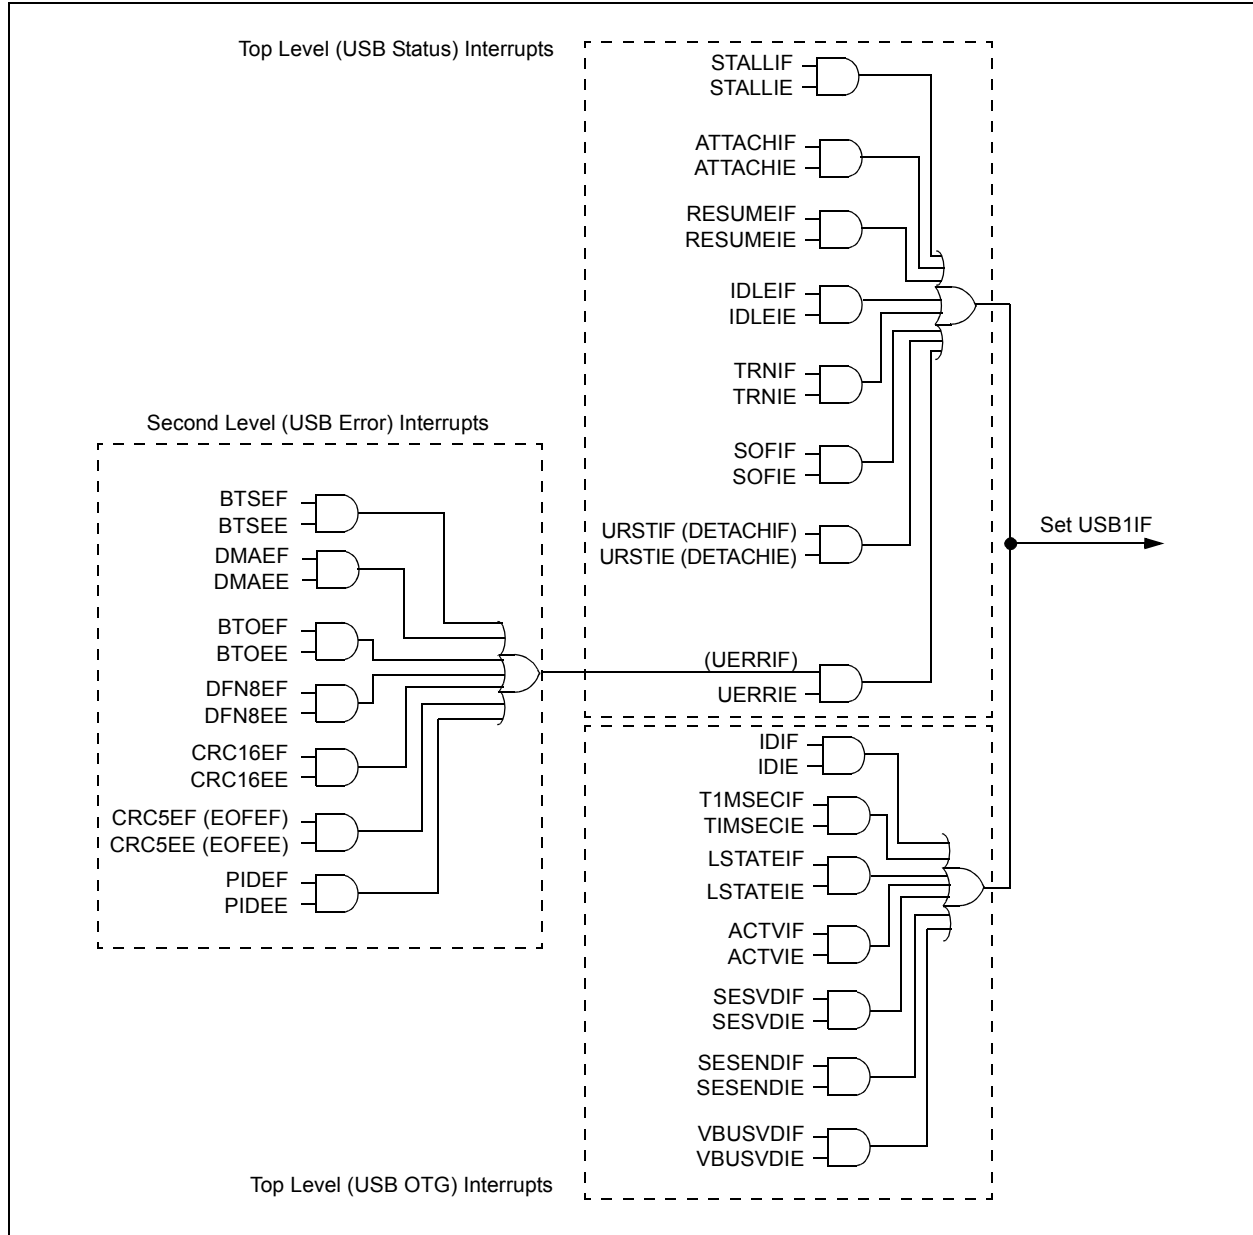 Top Level (USB Status) Interrupts
STALLIF
STALLIE
ATTACHIF
ATTACHIE
RESUMEIF
RESUMEIE
IDLEIF
IDLEIE
TRNIF
TRNIE
SOFIF
SOFIE
URSTIF (DETACHIF)
URSTIE (DETACHIE)
(UERRIF)
UERRIE
Set USB1IF
Second Level (USB Error) Interrupts
BTSEF
BTSEE
DMAEF
DMAEE
BTOEF
BTOEE
DFN8EF
DFN8EE
CRC16EF
CRC16EE
CRC5EF (EOFEF)
CRC5EE (EOFEE)
PIDEF
PIDEE
IDIF
IDIE
T1MSECIF
TIMSECIE
LSTATEIF
LSTATEIE
ACTVIF
ACTVIE
SESVDIF
SESVDIE
SESENDIF
SESENDIE
VBUSVDIF
VBUSVDIE
Top Level (USB OTG) Interrupts